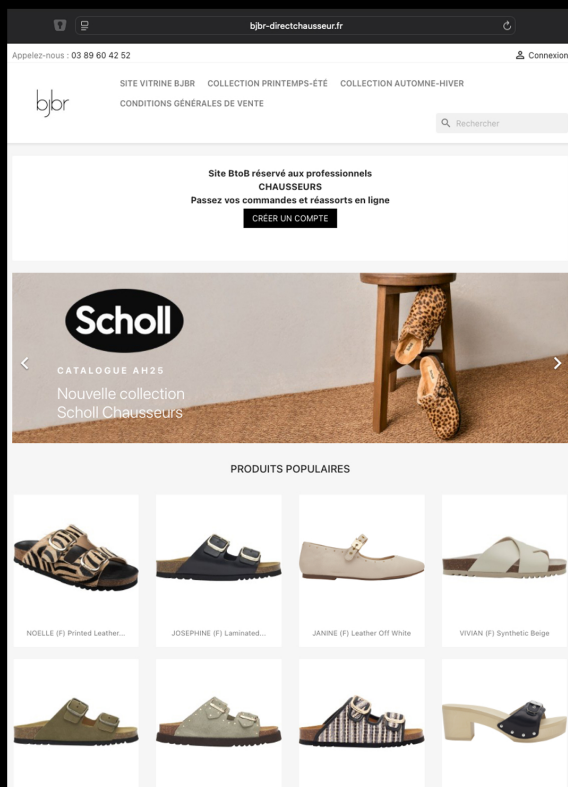 bjbr-directchausseur.fr
Appelez-nous : 03 89 60 42 52
Connexion
bjbr
SITE VITRINE BJBR COLLECTION PRINTEMPS-ÉTÉ COLLECTION AUTOMNE-HIVER
CONDITIONS GÉNÉRALES DE VENTE
Rechercher
Site BtoB réservé aux professionnels
CHAUSSEURS
Passez vos commandes et réassorts en ligne
CRÉER UN COMPTE
Scholl
CATALOGUE AH25
Nouvelle collection
Scholl Chausseurs
PRODUITS POPULAIRES
NOELLE (F) Printed Leather...
JOSEPHINE (F) Laminated...
JANINE (F) Leather Off White
VIVIAN (F) Synthetic Beige